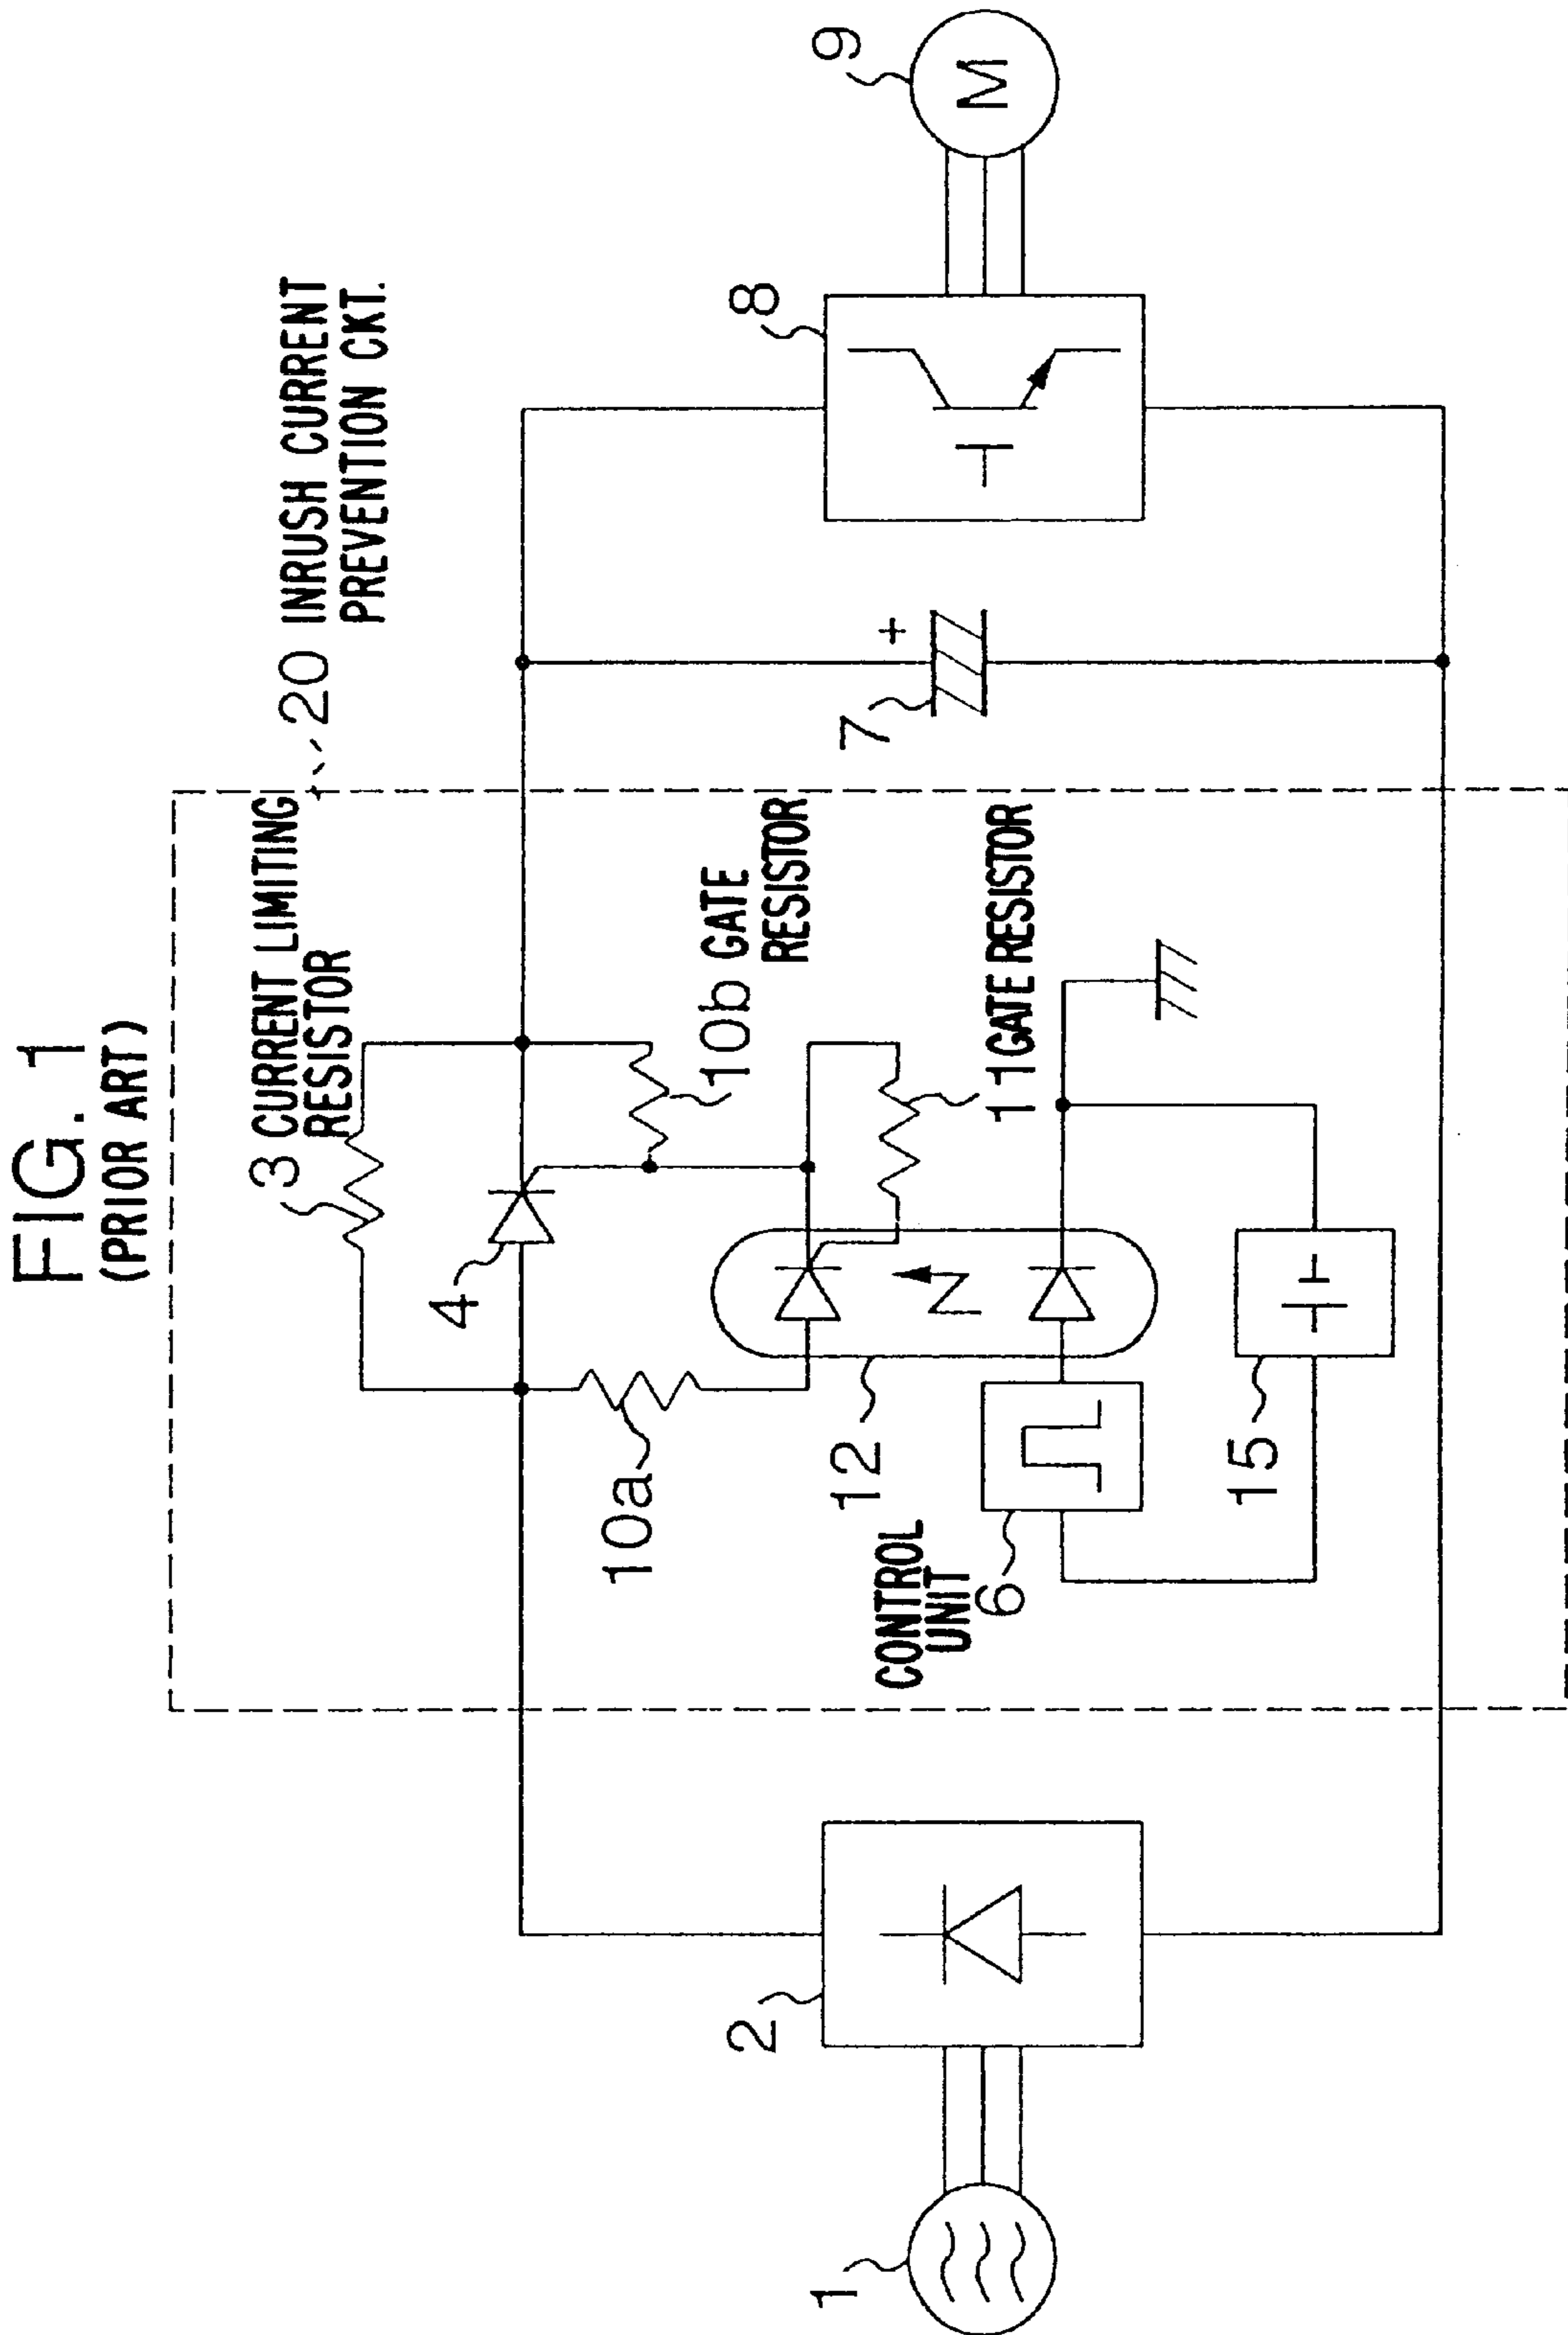 FIG. 1
(PRIOR ART)
20 INRUSH CURRENT
PREVENTION CKT.
3 CURRENT LIMITING
RESISTOR
4
10a
10b GATE
RESISTOR
11 GATE RESISTOR
12
CONTROL
UNIT
6
15
1
2
7
+
8
9
M